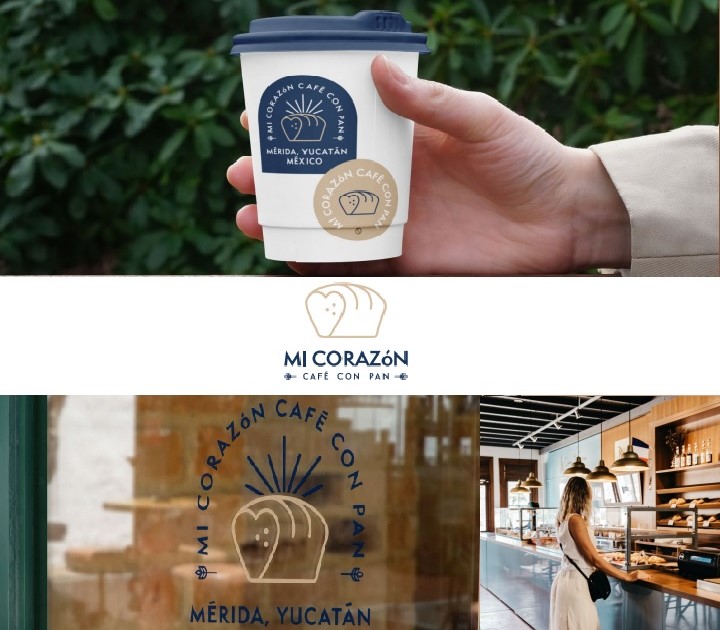 MI CORAZóN CAFÉ CON PAN
MÉRIDA, YUCATÁN
MÉXICO
MI CORAZóN CAFÉ CON PAN
MI CORAZóN
CAFÉ CON PAN
MI CORAZóN CAFÉ CON PAN
MÉRIDA, YUCATÁN